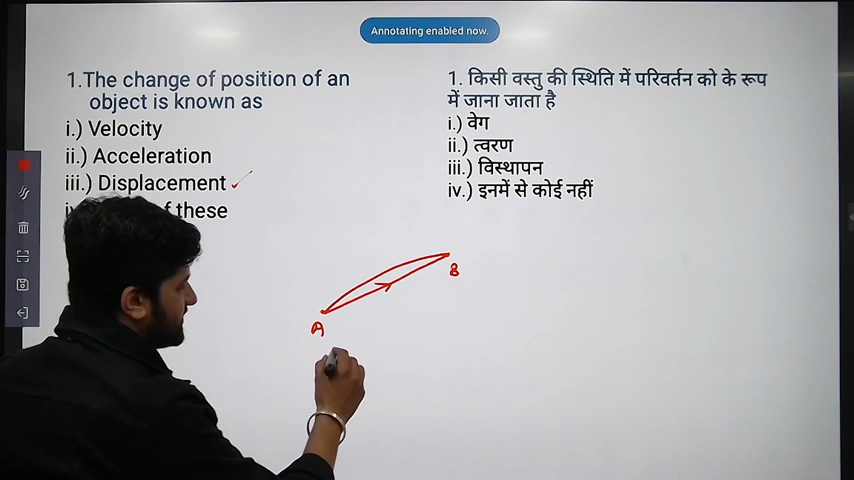 Annotating enabled now.
1.The change of position of an
object is known as
i.) Velocity
ii.) Acceleration
iii.) Displacement
these
1. किसी वस्तु की स्थिति में परिवर्तन को के रूप
में जाना जाता है
i.) वेग
ii.) त्वरण
iii.) विस्थापन
iv.) इनमें से कोई नहीं
B
A